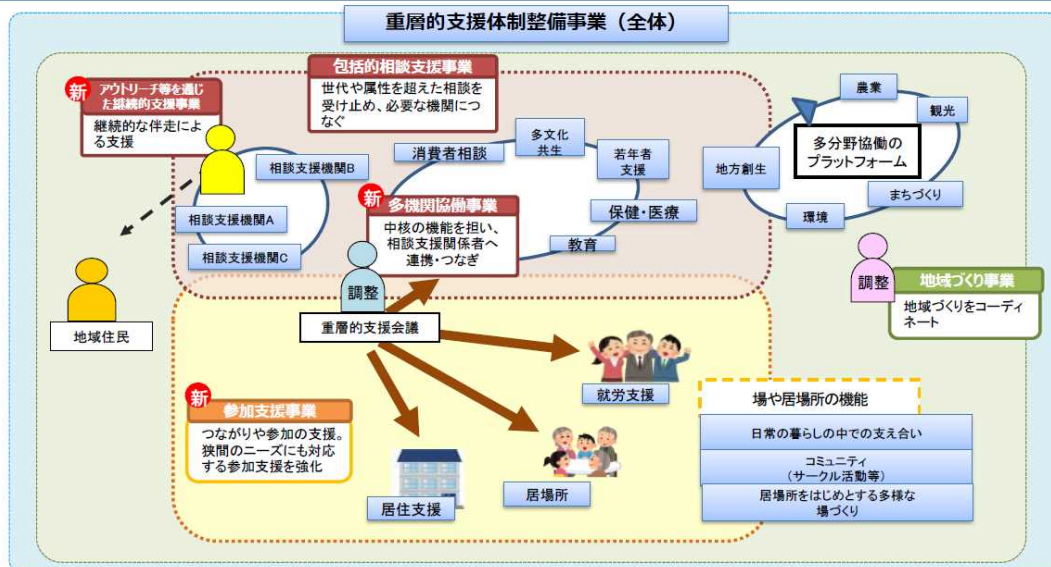 重層的支援体制整備事業（全体）
新
アウトリーチ等を通じ
た継続的支援事業
継続的な伴走によ
る支援
包括的相談支援事業
世代や属性を超えた相談を
受け止め、必要な機関につ
なぐ
相談支援機関B
相談支援機関A
相談支援機関C
消費者相談
多文化
共生
若年者
支援
保健・医療
教育
新
多機関協働事業
中核の機能を担い、
相談支援関係者へ
連携・つなぎ
農業
観光
多分野協働の
プラットフォーム
地方創生
まちづくり
環境
地域住民
調整
重層的支援会議
調整
地域づくり事業
地域づくりをコーディ
ネート
就労支援
新
参加支援事業
つながりや参加の支援。
狭間のニーズにも対応
する参加支援を強化
居住支援
居場所
場や居場所の機能
日常の暮らしの中での支え合い
コミュニティ
（サークル活動等）
居場所をはじめとする多様な
場づくり